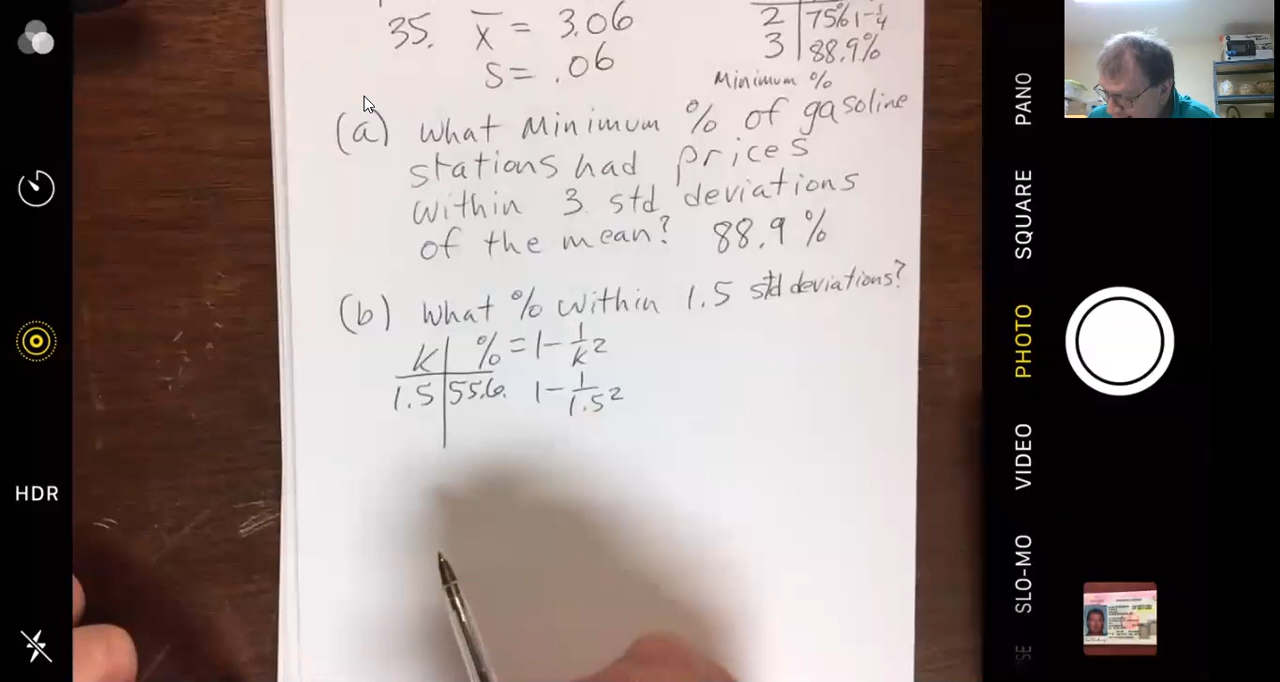 35. x̄ = 3.06
s = .06
2 75% 1-1/4
3 88.9%
Minimum %
(a) What Minimum % of gasoline
stations had prices
within 3 std deviations
of the mean? 88.9%
(b) What % within 1.5 std deviations?
K % = 1 - 1/K2
1.5 55.6. 1 - 1/1.52
HDR
PANO
SQUARE
PHOTO
VIDEO
SLO-MO
SE